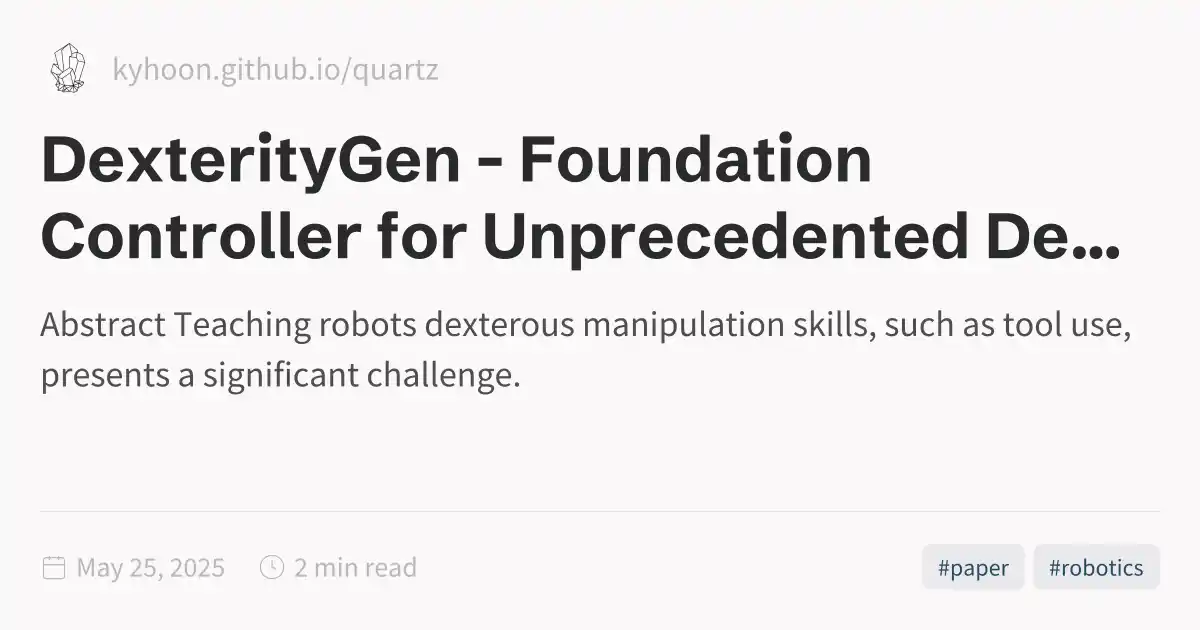 kyhoon.github.io/quartz
DexterityGen - Foundation
Controller for Unprecedented De...
Abstract Teaching robots dexterous manipulation skills, such as tool use,
presents a significant challenge.
May 25, 2025
2 min read
#paper
#robotics